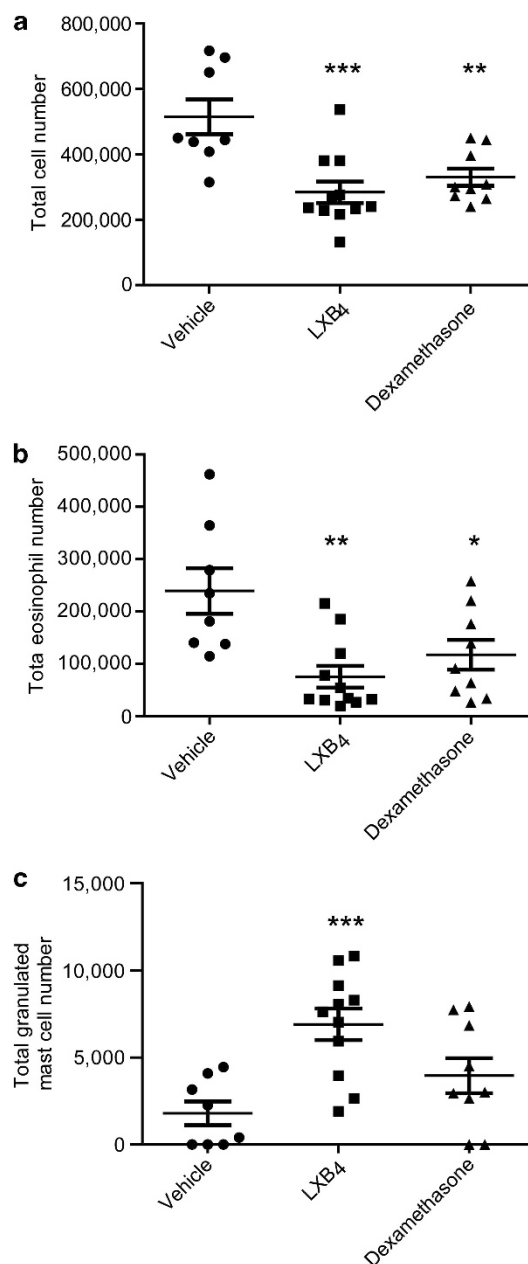 a
800,000
600,000
400,000
200,000
0
Total cell number
*** **
Vehicle
LXB4
Dexamethasone
b
500,000
400,000
300,000
200,000
100,000
0
Tota eosinophil number
** *
Vehicle
LXB4
Dexamethasone
c
15,000
10,000
5,000
0
Total granulated
mast cell number
***
Vehicle
LXB4
Dexamethasone